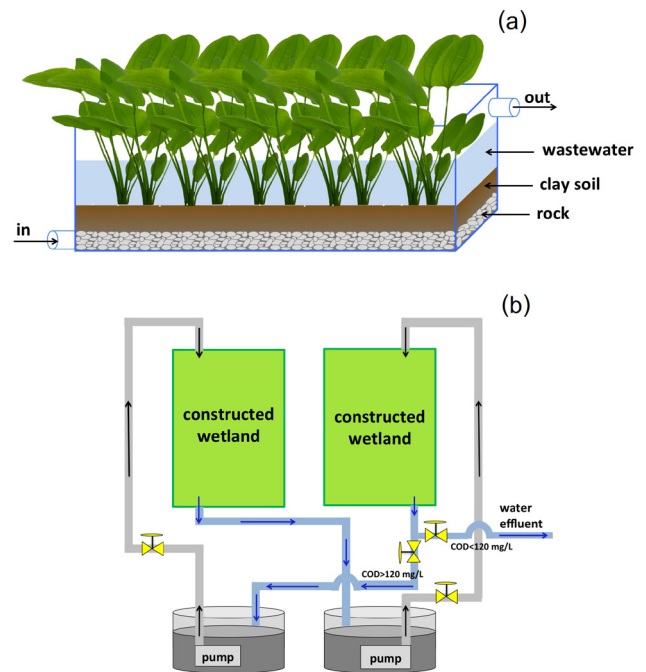 (a)
out
wastewater
clay soil
rock
in
(b)
constructed
wetland
constructed
wetland
water
effluent
COD<120 mg/L
COD>120 mg/L
pump
pump